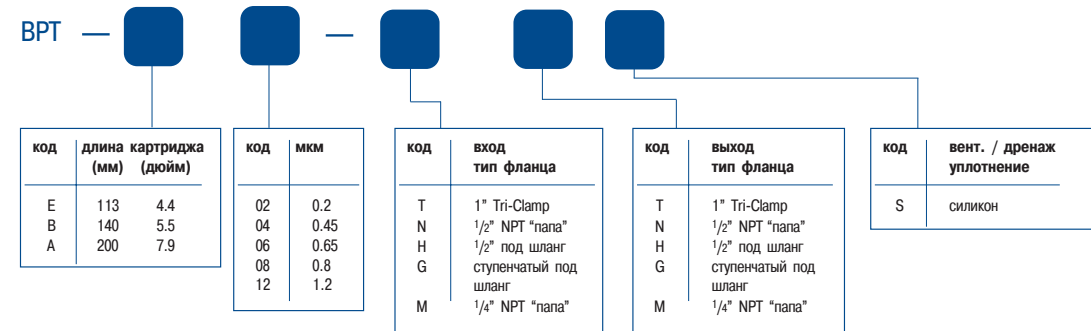 ВРТ — —
код длина картриджа
(мм) (дюйм)
E 113 4.4
B 140 5.5
A 200 7.9
код мкм
02 0.2
04 0.45
06 0.65
08 0.8
12 1.2
код вход
тип фланца
T 1" Tri-Clamp
N 1/2" NPT "папа"
H 1/2" под шланг
G ступенчатый под
шланг
M 1/4" NPT "папа"
код выход
тип фланца
T 1" Tri-Clamp
N 1/2" NPT "папа"
H 1/2" под шланг
G ступенчатый под
шланг
M 1/4" NPT "папа"
код вент. / дренаж
уплотнение
S силикон